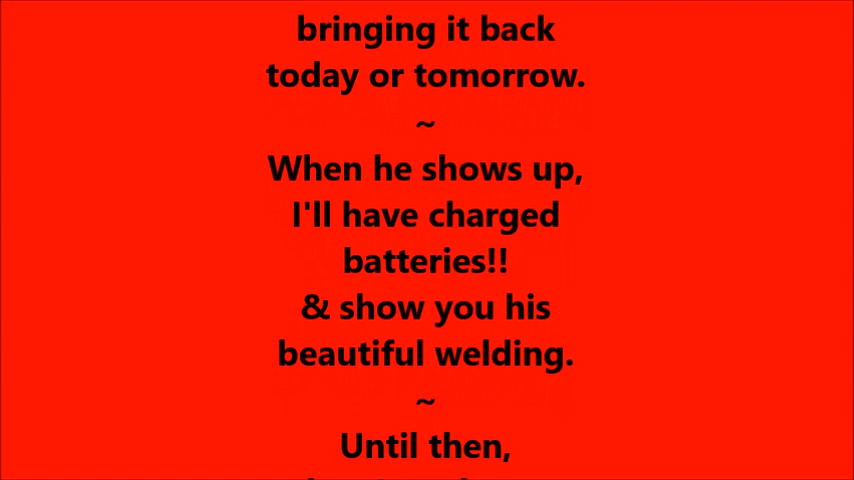 bringing it back
today or tomorrow.
~
When he shows up,
I'll have charged
batteries!!
& show you his
beautiful welding.
~
Until then,